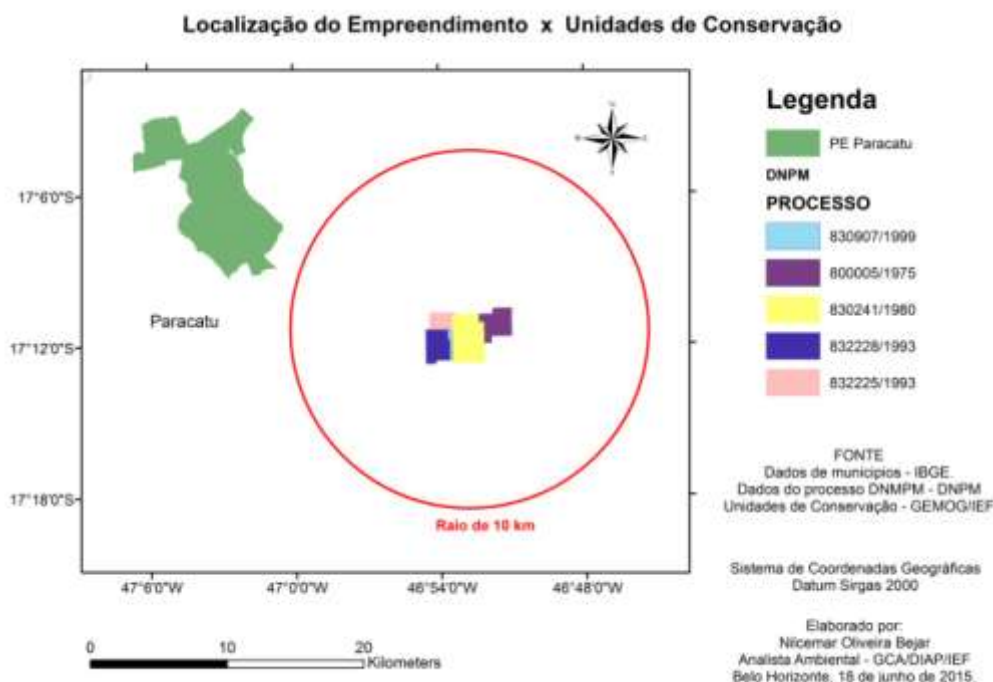 Localização do Empreendimento x Unidades de Conservação
17°6'0"S
17°12'0"S
17°18'0"S
Paracatu
Raio de 10 km
47°6'0"W
47°0'0"W
46°54'0"W
46°48'0"W
0
10
20
Kilometers
Legenda
PE Paracatu
DNPM
PROCESSO
830907/1999
800005/1975
830241/1980
832228/1993
832225/1993
FONTE
Dados de municipios - IBGE.
Dados do processo DNMPM - DNPM
Unidades de Conservação - GEMOG/IEF
Sistema de Coordenadas Geográficas
Datum Sirgas 2000
Elaborado por:
Nilcemar Oliveira Bejar
Analista Ambiental - GCA/DIAP/IEF
Belo Horizonte, 18 de junho de 2015.